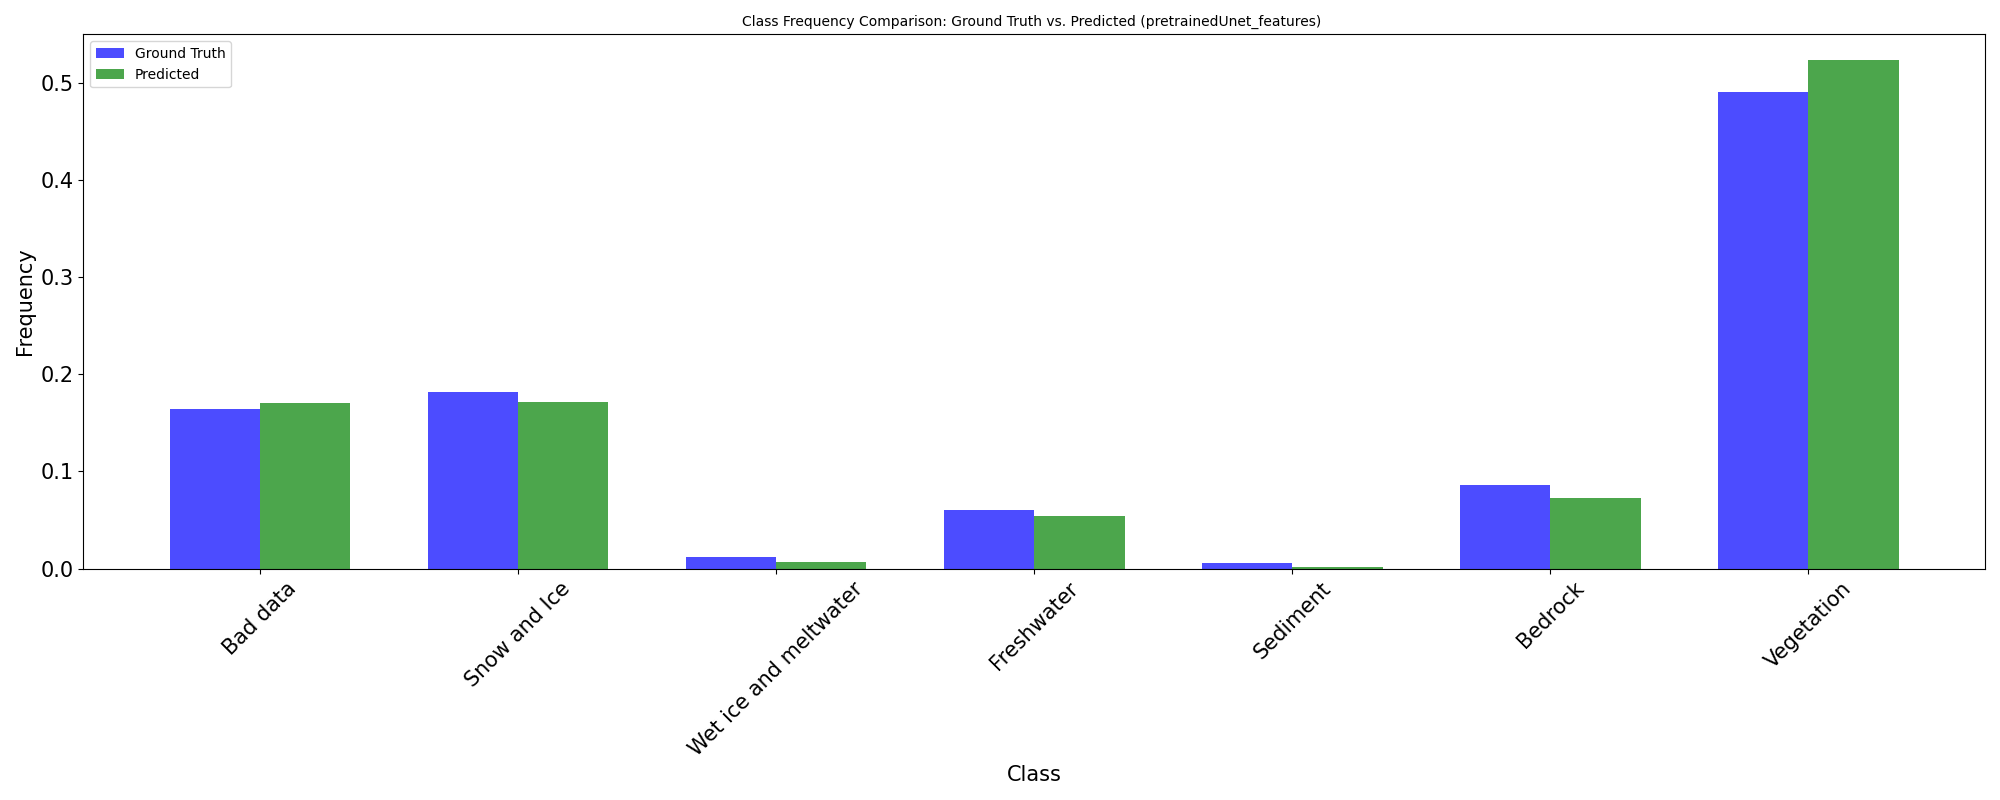 Class Frequency Comparison: Ground Truth vs. Predicted (pretrainedUnet_features)
Ground Truth
Predicted
Frequency
0.5
0.4
0.3
0.2
0.1
0.0
Bad data
Snow and Ice
Wet ice and meltwater
Freshwater
Sediment
Bedrock
Vegetation
Class